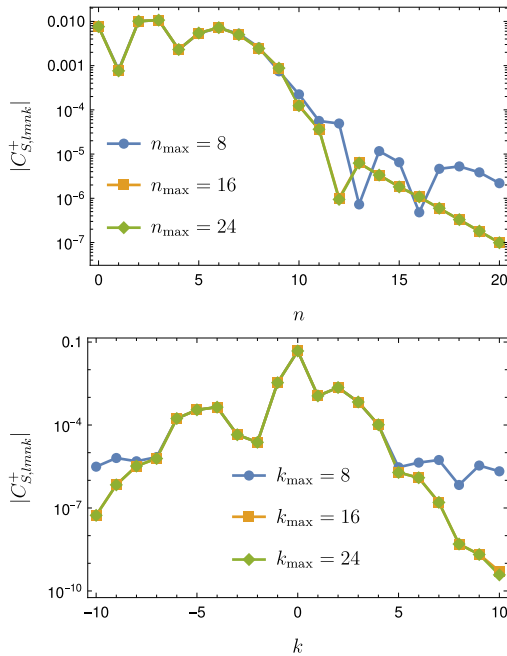 0.010
0.001
10⁻⁴
10⁻⁵
10⁻⁶
10⁻⁷
|C⁺_{S,lmnk}|
n_max = 8
n_max = 16
n_max = 24
0 5 10 15 20
n
0.1
10⁻⁴
10⁻⁷
10⁻¹⁰
|C⁺_{S,lmnk}|
k_max = 8
k_max = 16
k_max = 24
−10 −5 0 5 10
k